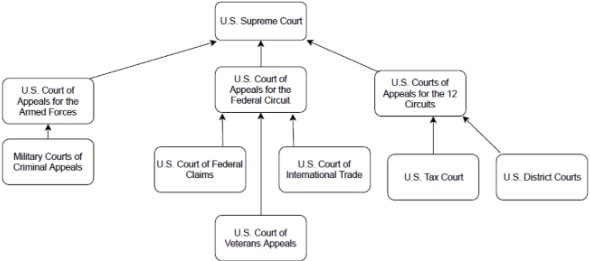 U.S. Supreme Court
U.S. Court of
Appeals for the
Armed Forces
U.S. Court of
Appeals for the
Federal Circuit
U.S. Courts of
Appeals for the 12
Circuits
Military Courts of
Criminal Appeals
U.S. Court of Federal
Claims
U.S. Court of
International Trade
U.S. Tax Court
U.S. District Courts
U.S. Court of
Veterans Appeals